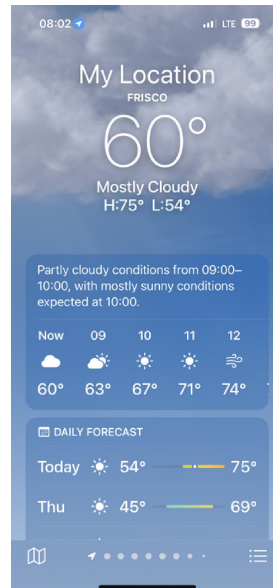 08:02 LTE 99
My Location
FRISCO
60°
Mostly Cloudy
H:75° L:54°
Partly cloudy conditions from 09:00–
10:00, with mostly sunny conditions
expected at 10:00.
Now 09 10 11 12
60° 63° 67° 71° 74°
DAILY FORECAST
Today 54° 75°
Thu 45° 69°